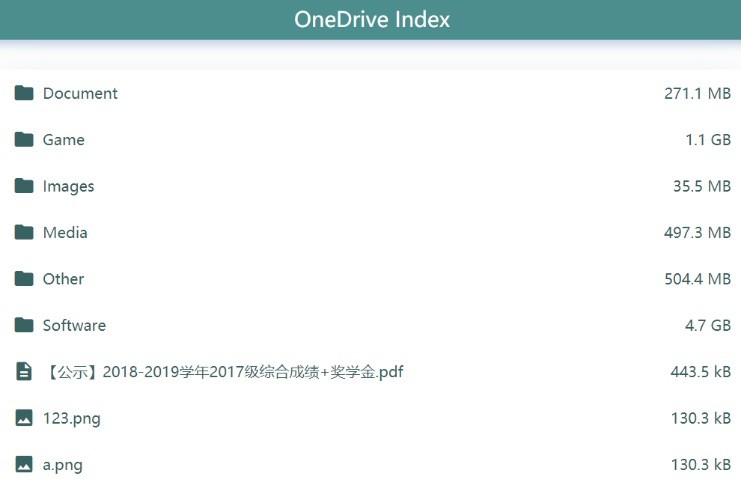 OneDrive Index
Document 271.1 MB
Game 1.1 GB
Images 35.5 MB
Media 497.3 MB
Other 504.4 MB
Software 4.7 GB
【公示】2018-2019学年2017级综合成绩+奖学金.pdf 443.5 kB
123.png 130.3 kB
a.png 130.3 kB